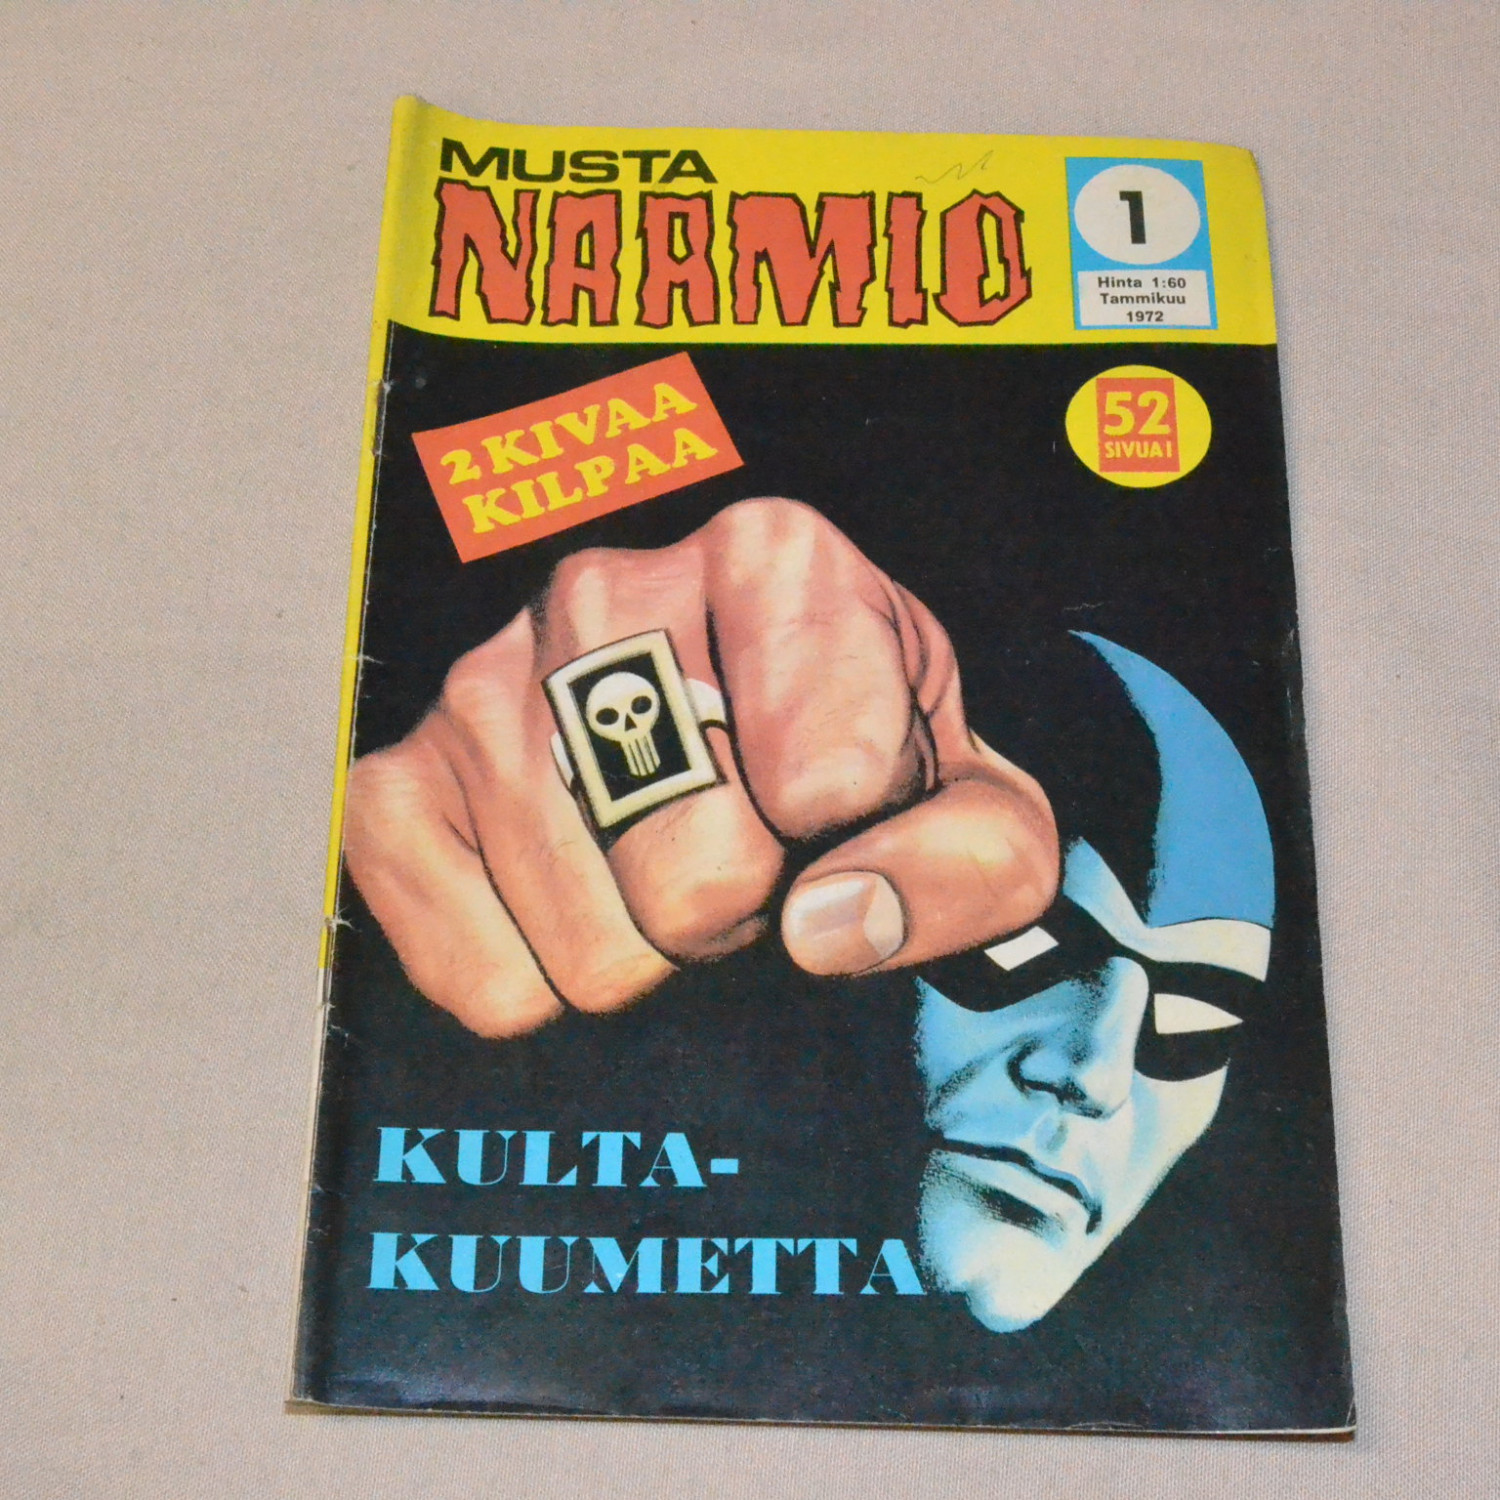 MUSTA
NAAMIO
1
Hinta 1:60
Tammikuu
1972
52
SIVUA!
2 KIVAA
KILPAA
KULTA-
KUUMETTA